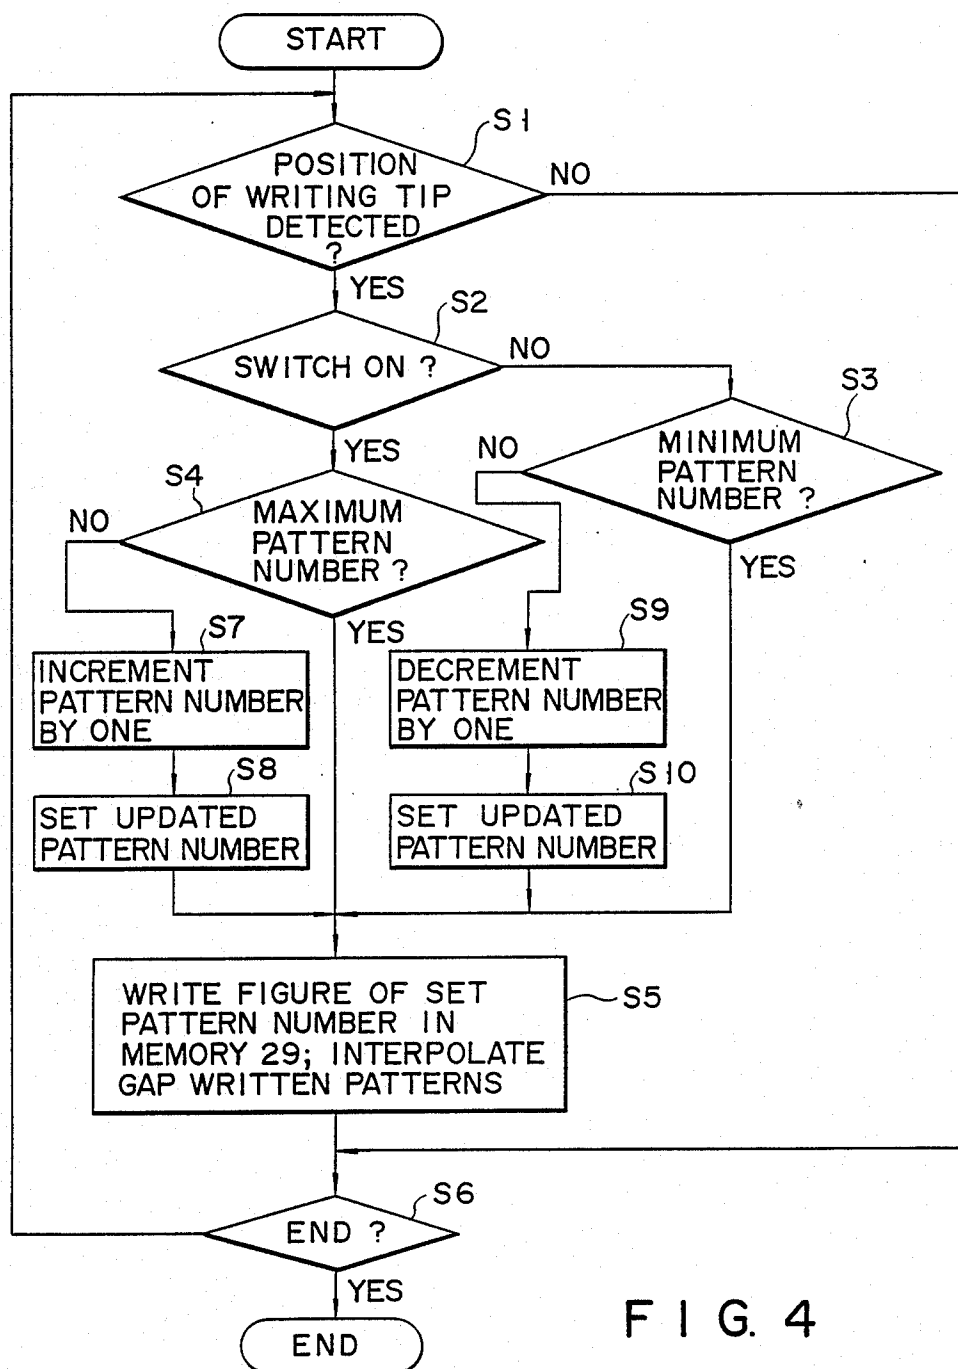 START
S1
POSITION
OF WRITING TIP
DETECTED
?
NO
YES
S2
SWITCH ON ?
NO
YES
S3
MINIMUM
PATTERN
NUMBER ?
NO
YES
S4
MAXIMUM
PATTERN
NUMBER ?
NO
YES
S7
INCREMENT
PATTERN NUMBER
BY ONE
S9
DECREMENT
PATTERN NUMBER
BY ONE
S8
SET UPDATED
PATTERN NUMBER
S10
SET UPDATED
PATTERN NUMBER
S5
WRITE FIGURE OF SET
PATTERN NUMBER IN
MEMORY 29; INTERPOLATE
GAP WRITTEN PATTERNS
S6
END ?
YES
END
FIG. 4